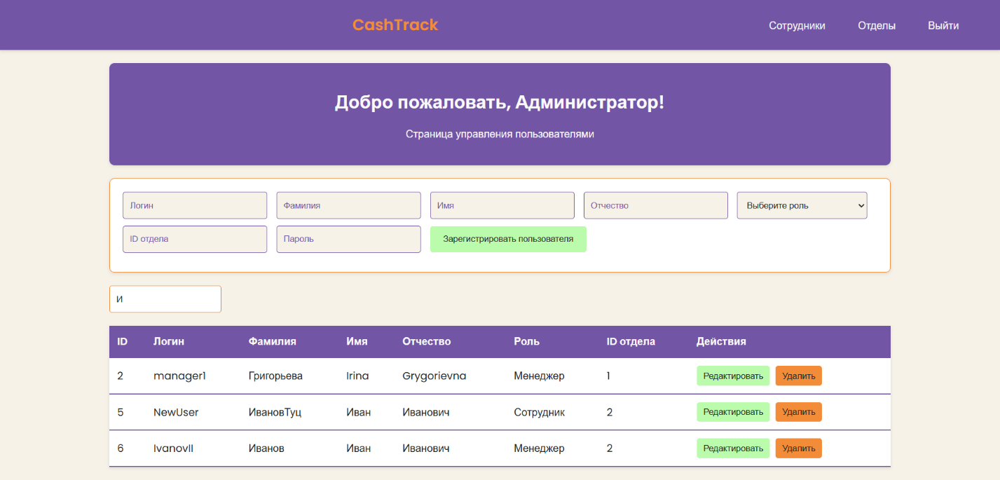 CashTrack Сотрудники Отделы Выйти
Добро пожаловать, Администратор!
Страница управления пользователями
Логин Фамилия Имя Отчество Выберите роль
ID отдела Пароль Зарегистрировать пользователя
И
ID Логин Фамилия Имя Отчество Роль ID отдела Действия
2 manager1 Григорьева Irina Grygorievna Менеджер 1 Редактировать Удалить
5 NewUser ИвановТуц Иван Иванович Сотрудник 2 Редактировать Удалить
6 IvanovII Иванов Иван Иванович Менеджер 2 Редактировать Удалить